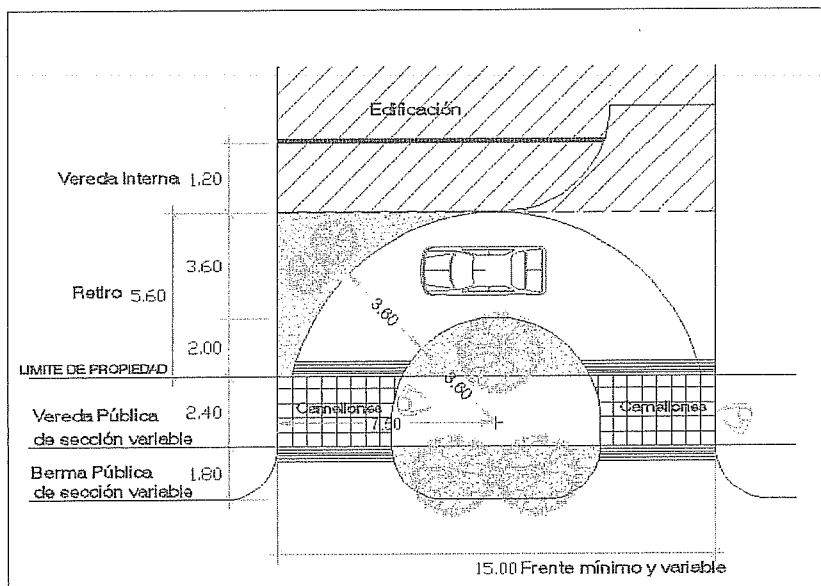 Edificación
Vereda Interna 1.20
3.60
Retiro 5.60
3.60
2.00
LIMITE DE PROPIEDAD
3.60
Camellones
Camellones
Vereda Pública
de sección variable
2.40
7.50
Berma Pública
de sección variable
1.80
15.00 Frente mínimo y variable